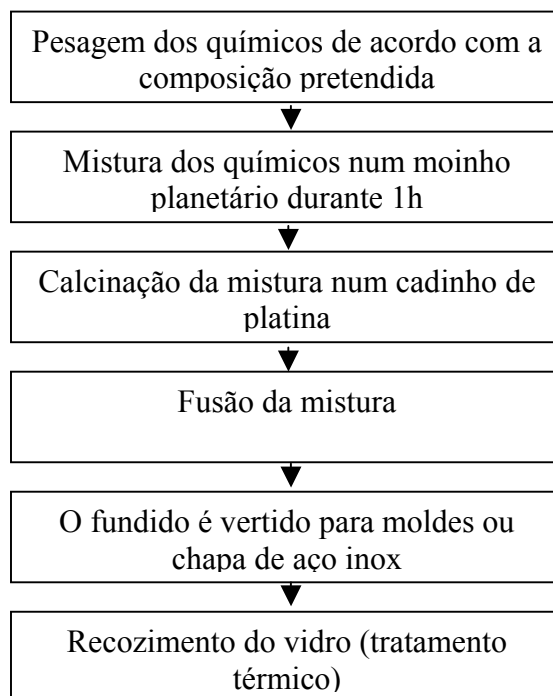 Pesagem dos químicos de acordo com a
composição pretendida
Mistura dos químicos num moinho
planetário durante 1h
Calcinação da mistura num cadinho de
platina
Fusão da mistura
O fundido é vertido para moldes ou
chapa de aço inox
Recozimento do vidro (tratamento
térmico)